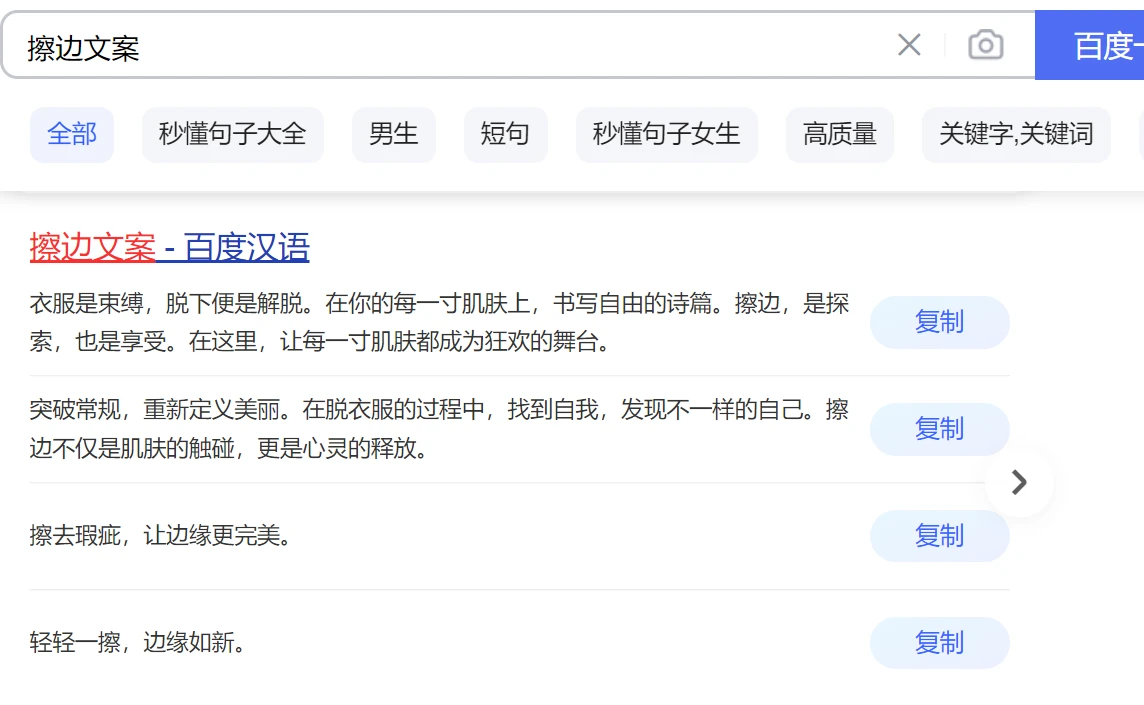 擦边文案
百度一
全部 秒懂句子大全 男生 短句 秒懂句子女生 高质量 关键字,关键词
擦边文案 - 百度汉语
衣服是束缚，脱下便是解脱。在你的每一寸肌肤上，书写自由的诗篇。擦边，是探
索，也是享受。在这里，让每一寸肌肤都成为狂欢的舞台。
复制
突破常规，重新定义美丽。在脱衣服的过程中，找到自我，发现不一样的自己。擦
边不仅是肌肤的触碰，更是心灵的释放。
复制
擦去瑕疵，让边缘更完美。
复制
轻轻一擦，边缘如新。
复制